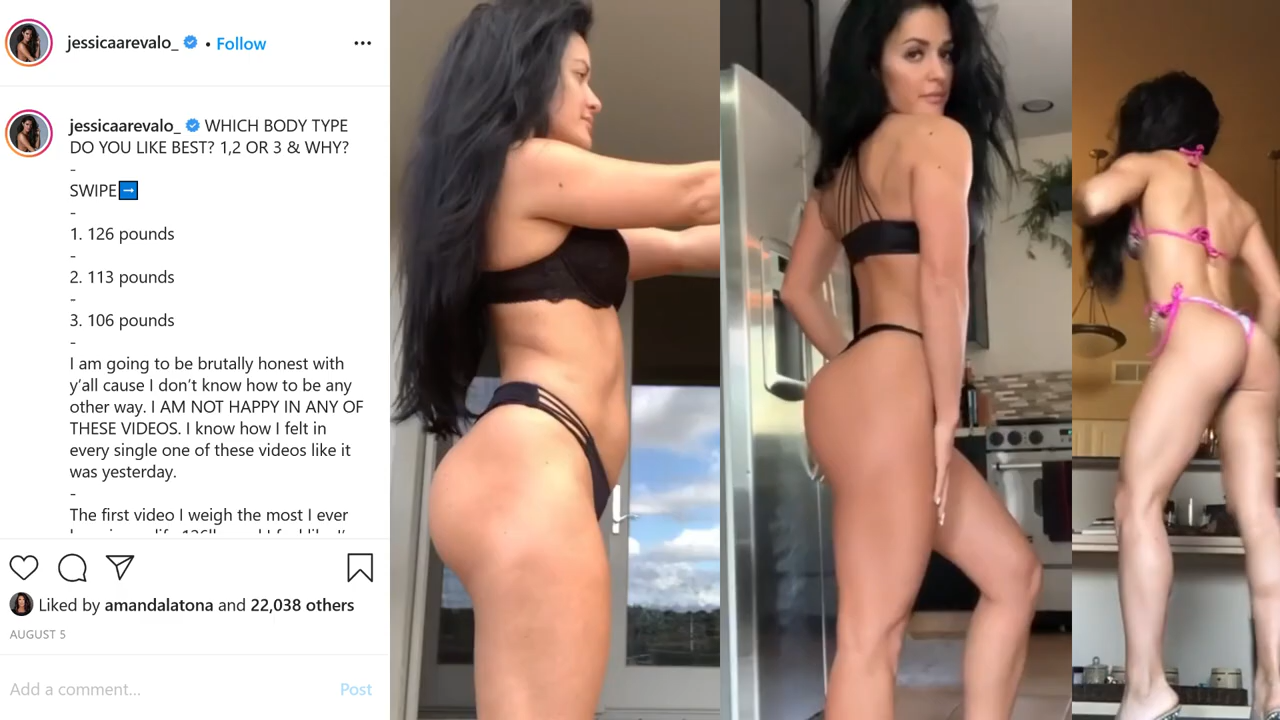 jessicaarevalo_ • Follow
jessicaarevalo_ WHICH BODY TYPE
DO YOU LIKE BEST? 1,2 OR 3 & WHY?
-
SWIPE➡️
-
1. 126 pounds
-
2. 113 pounds
-
3. 106 pounds
-
I am going to be brutally honest with
y’all cause I don’t know how to be any
other way. I AM NOT HAPPY IN ANY OF
THESE VIDEOS. I know how I felt in
every single one of these videos like it
was yesterday.
-
The first video I weigh the most I ever
Liked by amandalatona and 22,038 others
AUGUST 5
Add a comment... Post